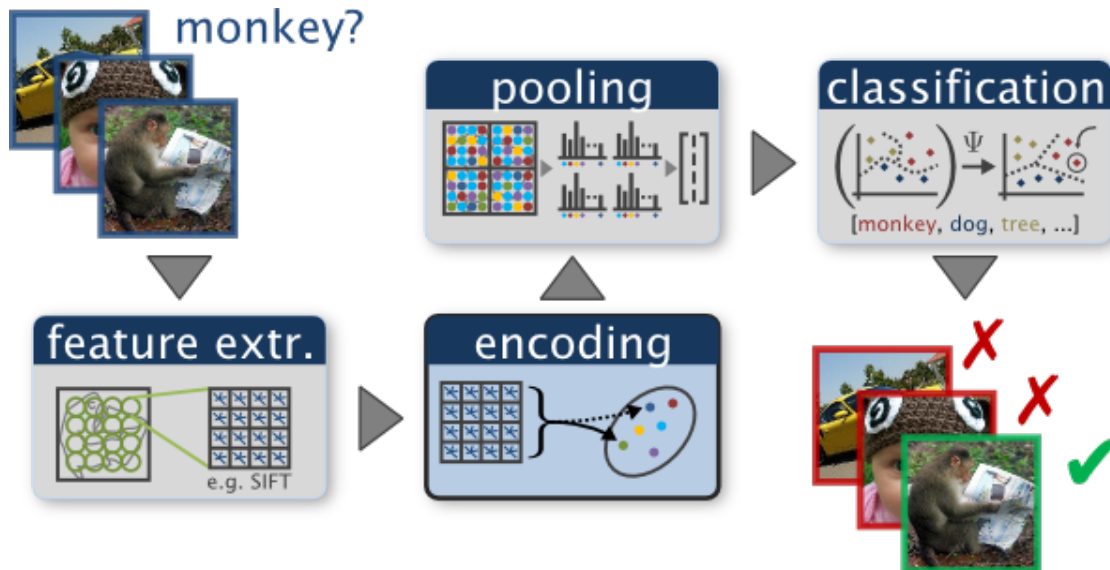 monkey?
feature extr.
e.g. SIFT
encoding
pooling
classification
Ψ
[monkey, dog, tree, ...]